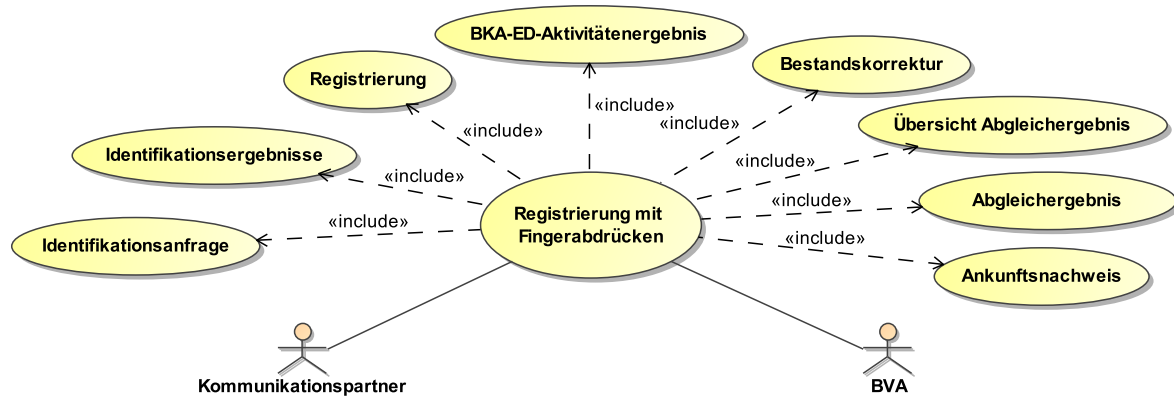 BKA-ED-Aktivitätenergebnis
Bestandskorrektur
Registrierung
«include»
«include»
«include»
Übersicht Abgleichergebnis
Identifikationsergebnisse
«include»
«include»
Abgleichergebnis
«include»
Registrierung mit
Fingerabdrücken
«include»
Identifikationsanfrage
«include»
Ankunftsnachweis
Kommunikationspartner
BVA